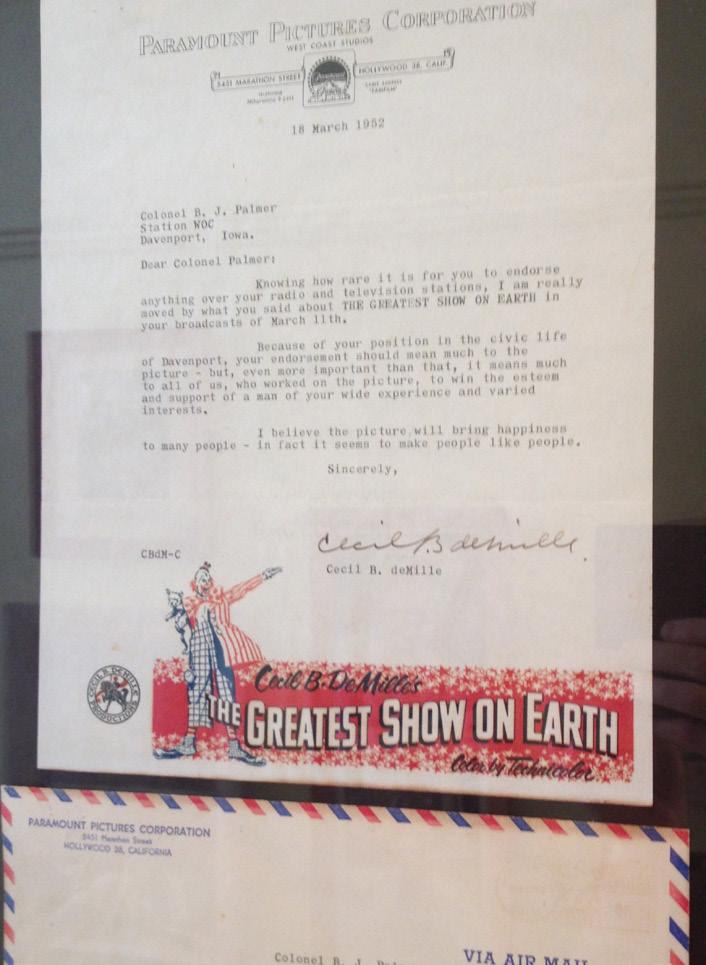 PARAMOUNT PICTURES CORPORATION
WEST COAST STUDIOS
5451 MARATHON STREET
HOLLYWOOD 38, CALIF.
18 March 1952
Colonel B. J. Palmer
Station WOC
Davenport, Iowa.
Dear Colonel Palmer:
Knowing how rare it is for you to endorse
anything over your radio and television stations, I am really
moved by what you said about THE GREATEST SHOW ON EARTH in
your broadcasts of March 11th.
Because of your position in the civic life
of Davenport, your endorsement should mean much to the
picture - but, even more important than that, it means much
to all of us, who worked on the picture, to win the esteem
and support of a man of your wide experience and varied
interests.
I believe the picture will bring happiness
to many people - in fact it seems to make people like people.
Sincerely,
Cecil B deMille
CBdM-C
Cecil B. deMille
CECIL B. DEMILLE PRODUCTIONS
Cecil B. DeMille's
THE GREATEST SHOW ON EARTH
Color by Technicolor
PARAMOUNT PICTURES CORPORATION
5451 Marathon Street
HOLLYWOOD 38, CALIFORNIA
Colonel B. J.
VIA AIR MAIL